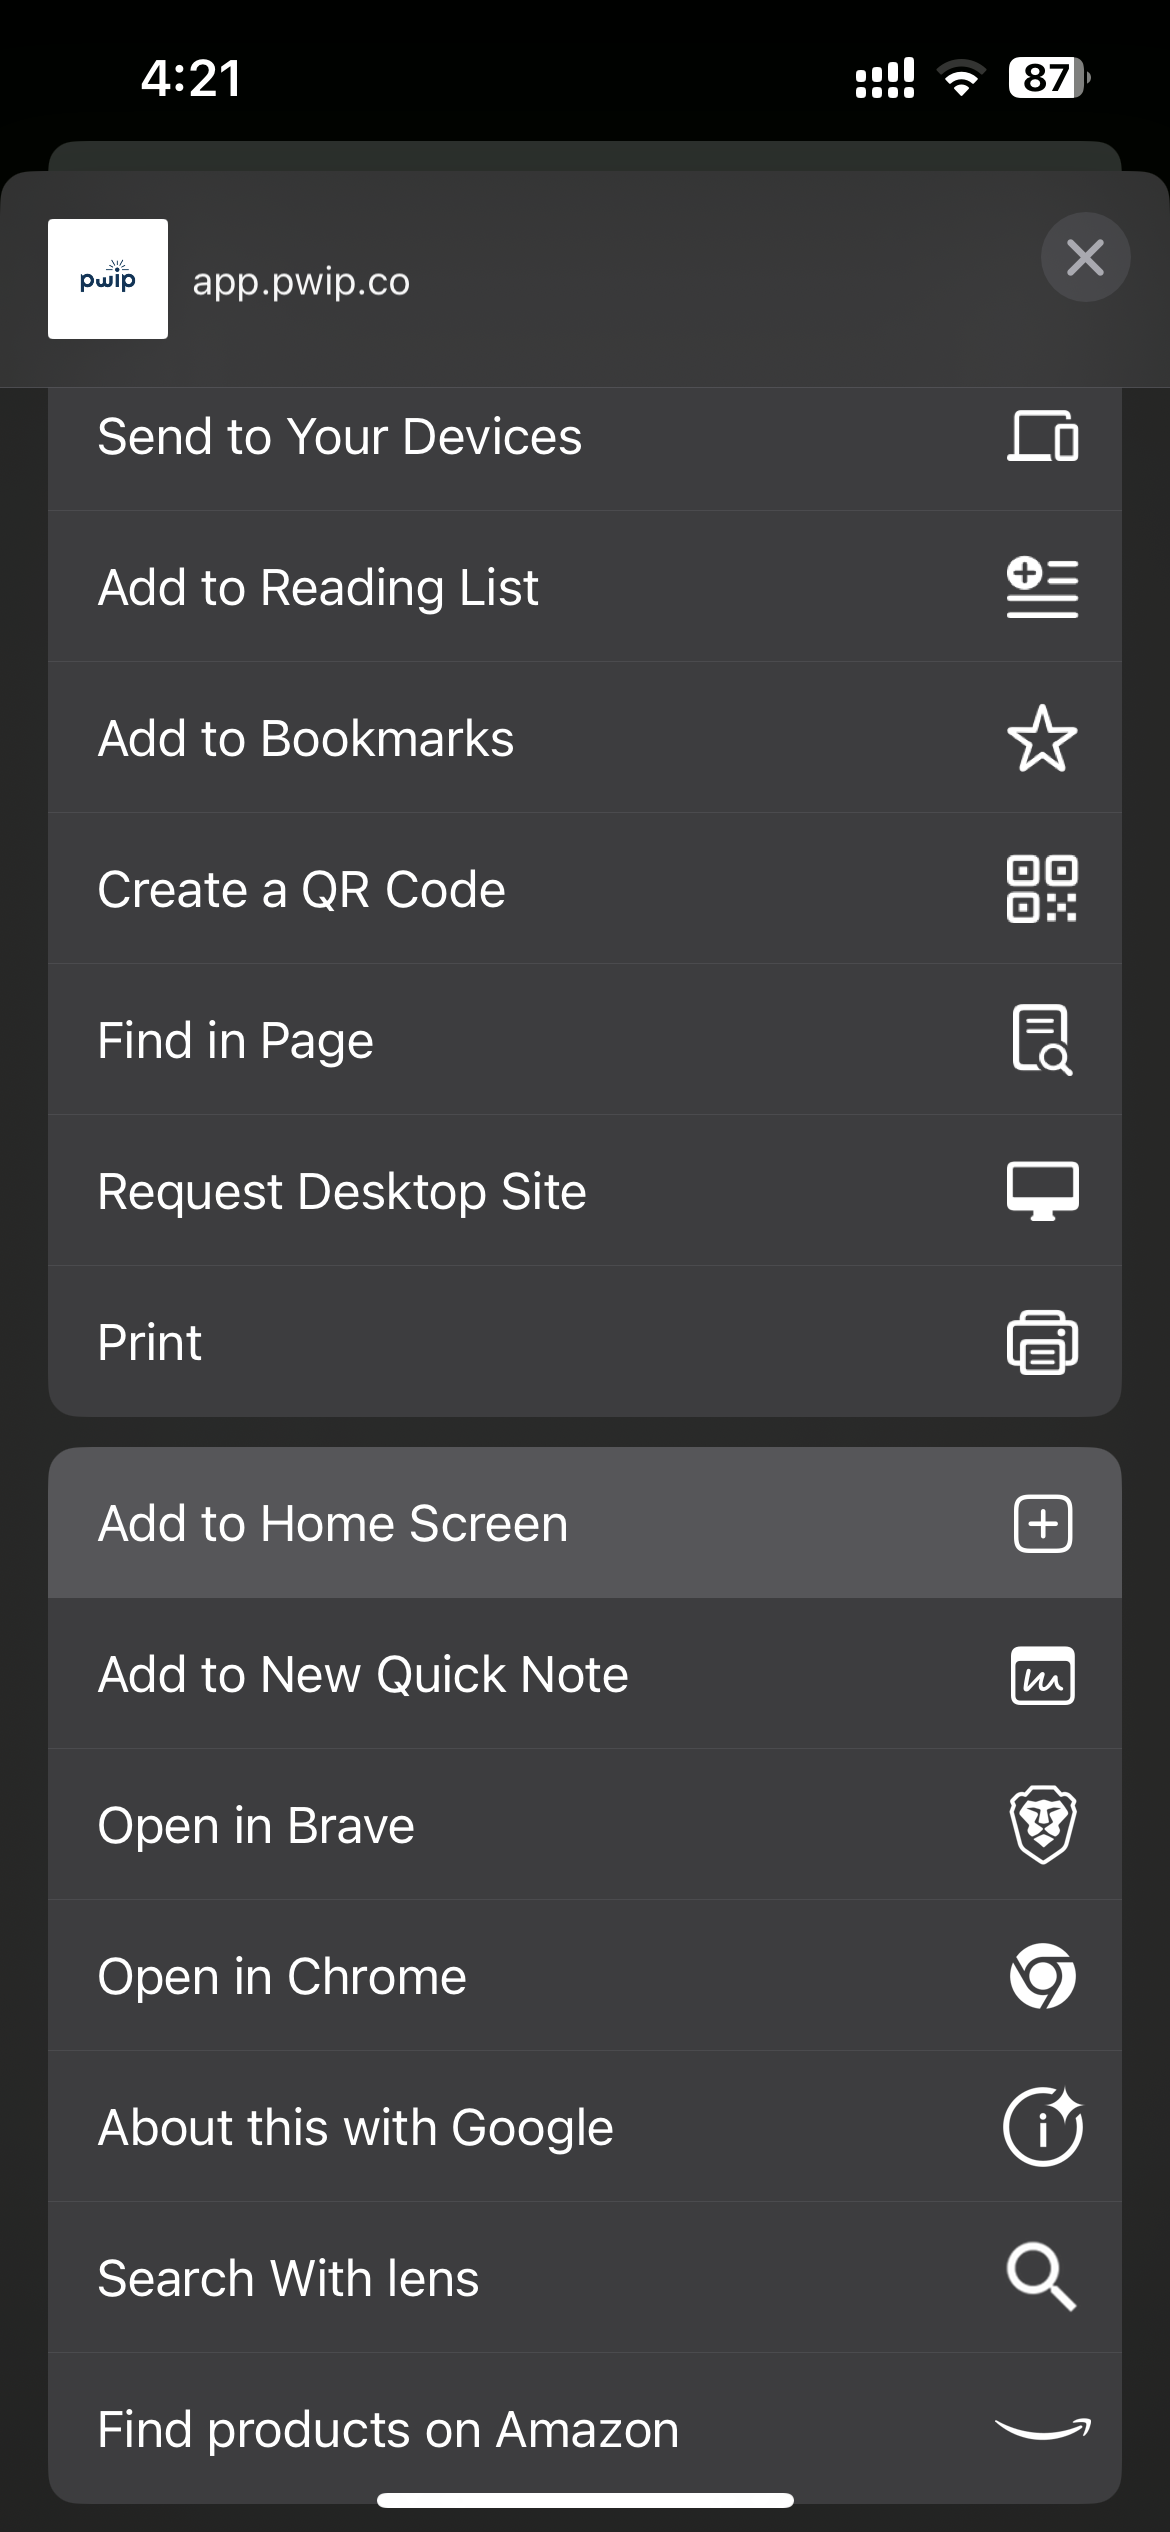 4:21
87
pwip
app.pwip.co
Send to Your Devices
Add to Reading List
Add to Bookmarks
Create a QR Code
Find in Page
Request Desktop Site
Print
Add to Home Screen
Add to New Quick Note
Open in Brave
Open in Chrome
About this with Google
Search With lens
Find products on Amazon